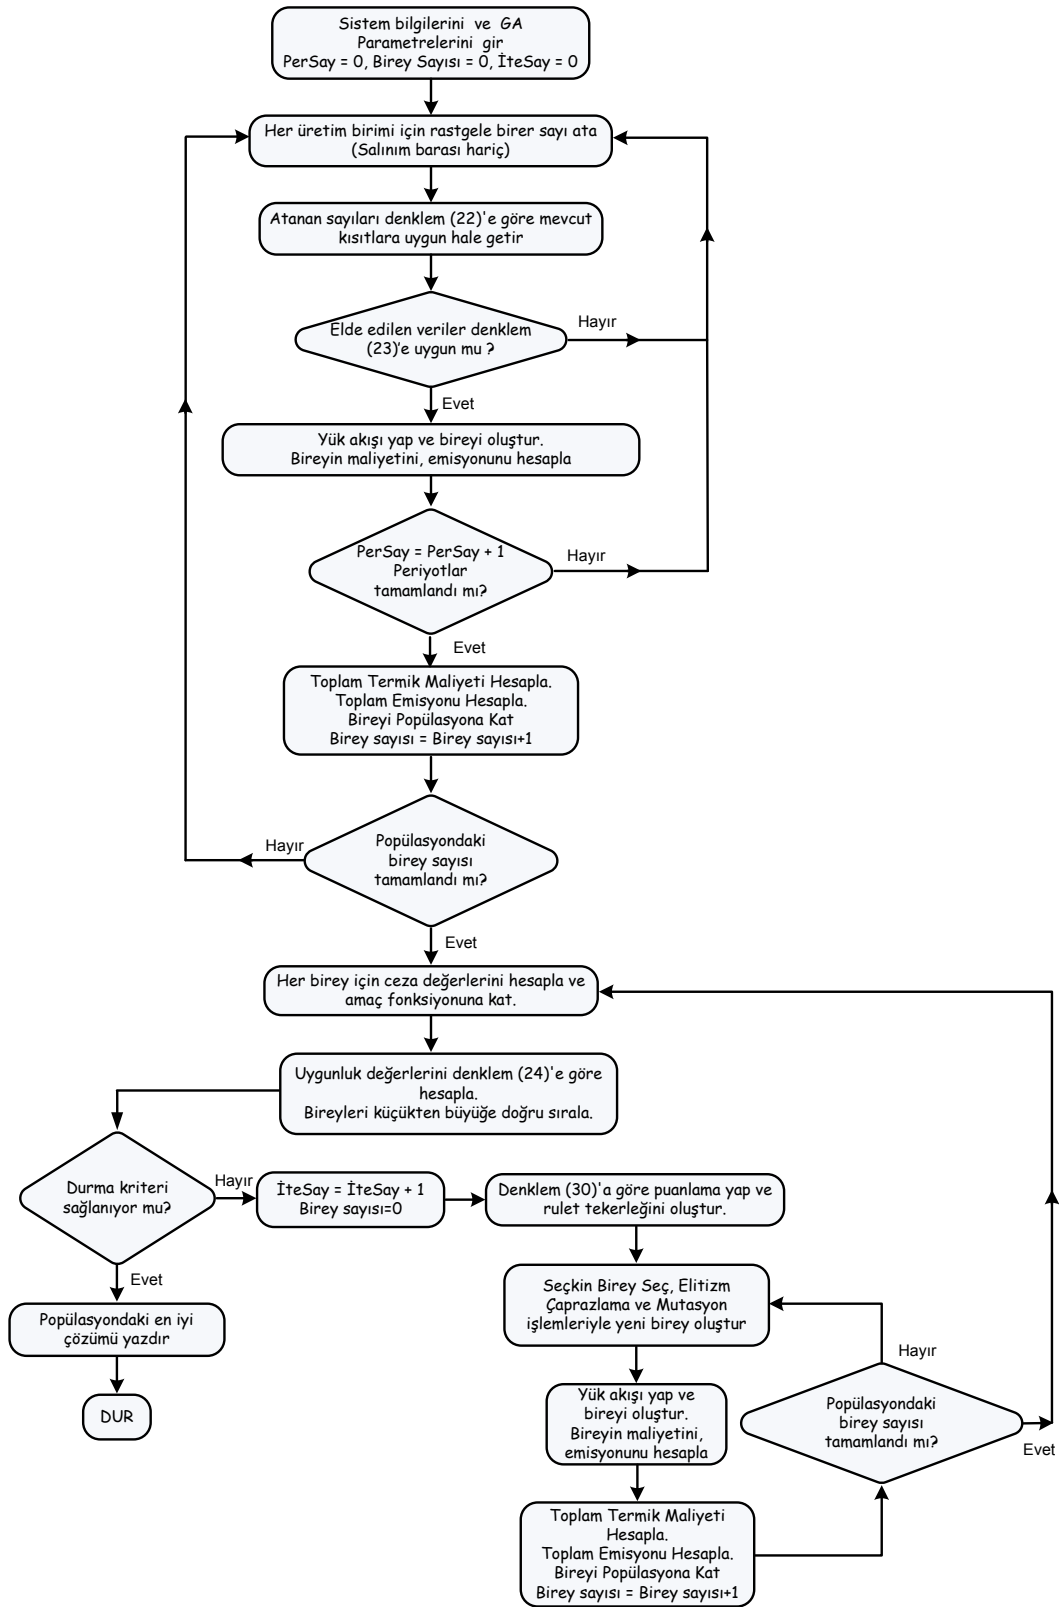 Sistem bilgilerini ve GA
Parametrelerini gir
PerSay = 0, Birey Sayısı = 0, İteSay = 0
Her üretim birimi için rastgele birer sayı ata
(Salınım barası hariç)
Atanan sayıları denklem (22)'e göre mevcut
kısıtlara uygun hale getir
Elde edilen veriler denklem
(23)'e uygun mu ?
Hayır
Evet
Yük akışı yap ve bireyi oluştur.
Bireyin maliyetini, emisyonunu hesapla
PerSay = PerSay + 1
Periyotlar
tamamlandı mı?
Hayır
Evet
Toplam Termik Maliyeti Hesapla.
Toplam Emisyonu Hesapla.
Bireyi Popülasyona Kat
Birey sayısı = Birey sayısı+1
Popülasyondaki
birey sayısı
tamamlandı mı?
Hayır
Evet
Her birey için ceza değerlerini hesapla ve
amaç fonksiyonuna kat.
Uygunluk değerlerini denklem (24)'e göre
hesapla.
Bireyleri küçükten büyüğe doğru sırala.
Durma kriteri
sağlanıyor mu?
Hayır
Evet
Popülasyondaki en iyi
çözümü yazdır
DUR
İteSay = İteSay + 1
Birey sayısı=0
Denklem (30)'a göre puanlama yap ve
rulet tekerleğini oluştur.
Seçkin Birey Seç, Elitizm
Çaprazlama ve Mutasyon
işlemleriyle yeni birey oluştur
Yük akışı yap ve
bireyi oluştur.
Bireyin maliyetini,
emisyonunu hesapla
Toplam Termik Maliyeti
Hesapla.
Toplam Emisyonu Hesapla.
Bireyi Popülasyona Kat
Birey sayısı = Birey sayısı+1
Popülasyondaki
birey sayısı
tamamlandı mı?
Hayır
Evet